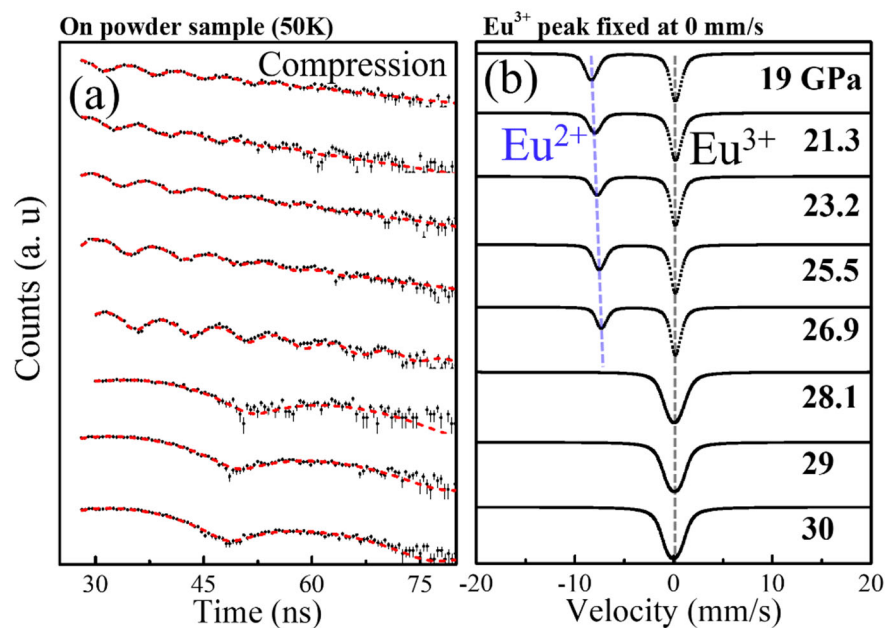 On powder sample (50K)
Eu³⁺ peak fixed at 0 mm/s
Compression
(a)
(b)
19 GPa
Eu²⁺
Eu³⁺
21.3
23.2
25.5
26.9
28.1
29
30
Counts (a. u)
30
45
60
75
-20
-10
0
10
20
Time (ns)
Velocity (mm/s)